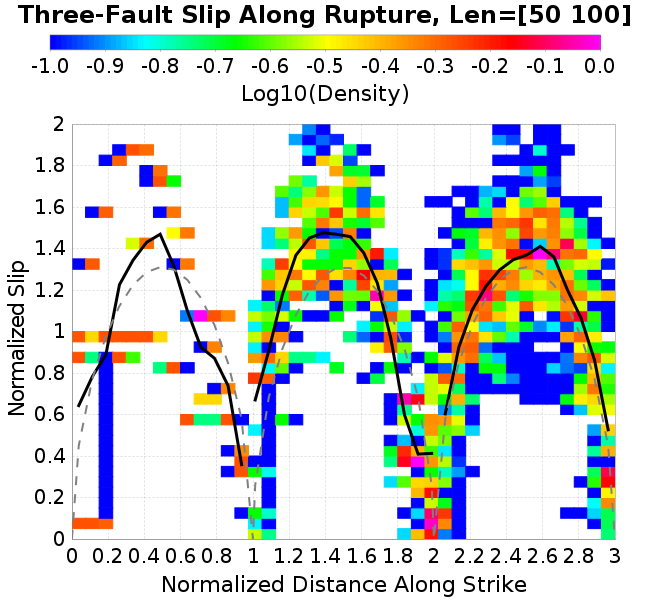 Three-Fault Slip Along Rupture, Len=[50 100]
-1.0 -0.9 -0.8 -0.7 -0.6 -0.5 -0.4 -0.3 -0.2 -0.1 0.0
Log10(Density)
Normalized Slip
2
1.8
1.6
1.4
1.2
1
0.8
0.6
0.4
0.2
0
0 0.2 0.4 0.6 0.8 1 1.2 1.4 1.6 1.8 2 2.2 2.4 2.6 2.8 3
Normalized Distance Along Strike